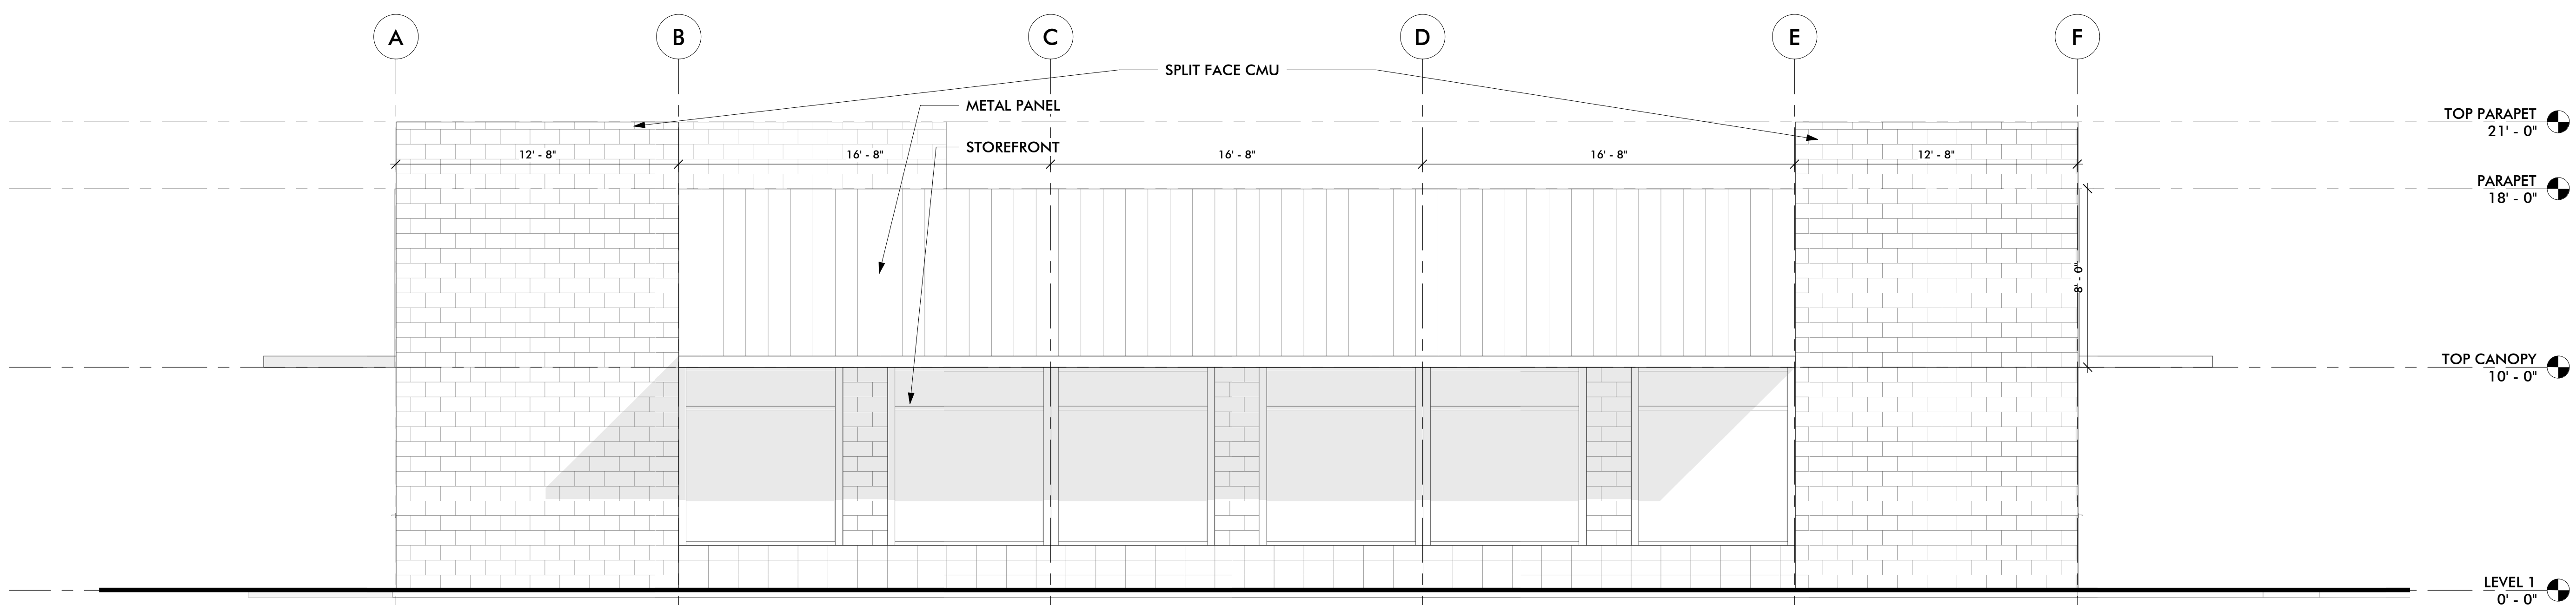 A
B
C
D
E
F
SPLIT FACE CMU
METAL PANEL
STOREFRONT
TOP PARAPET
21' - 0"
12' - 8"
16' - 8"
16' - 8"
16' - 8"
12' - 8"
PARAPET
18' - 0"
8' - 0"
TOP CANOPY
10' - 0"
LEVEL 1
0' - 0"